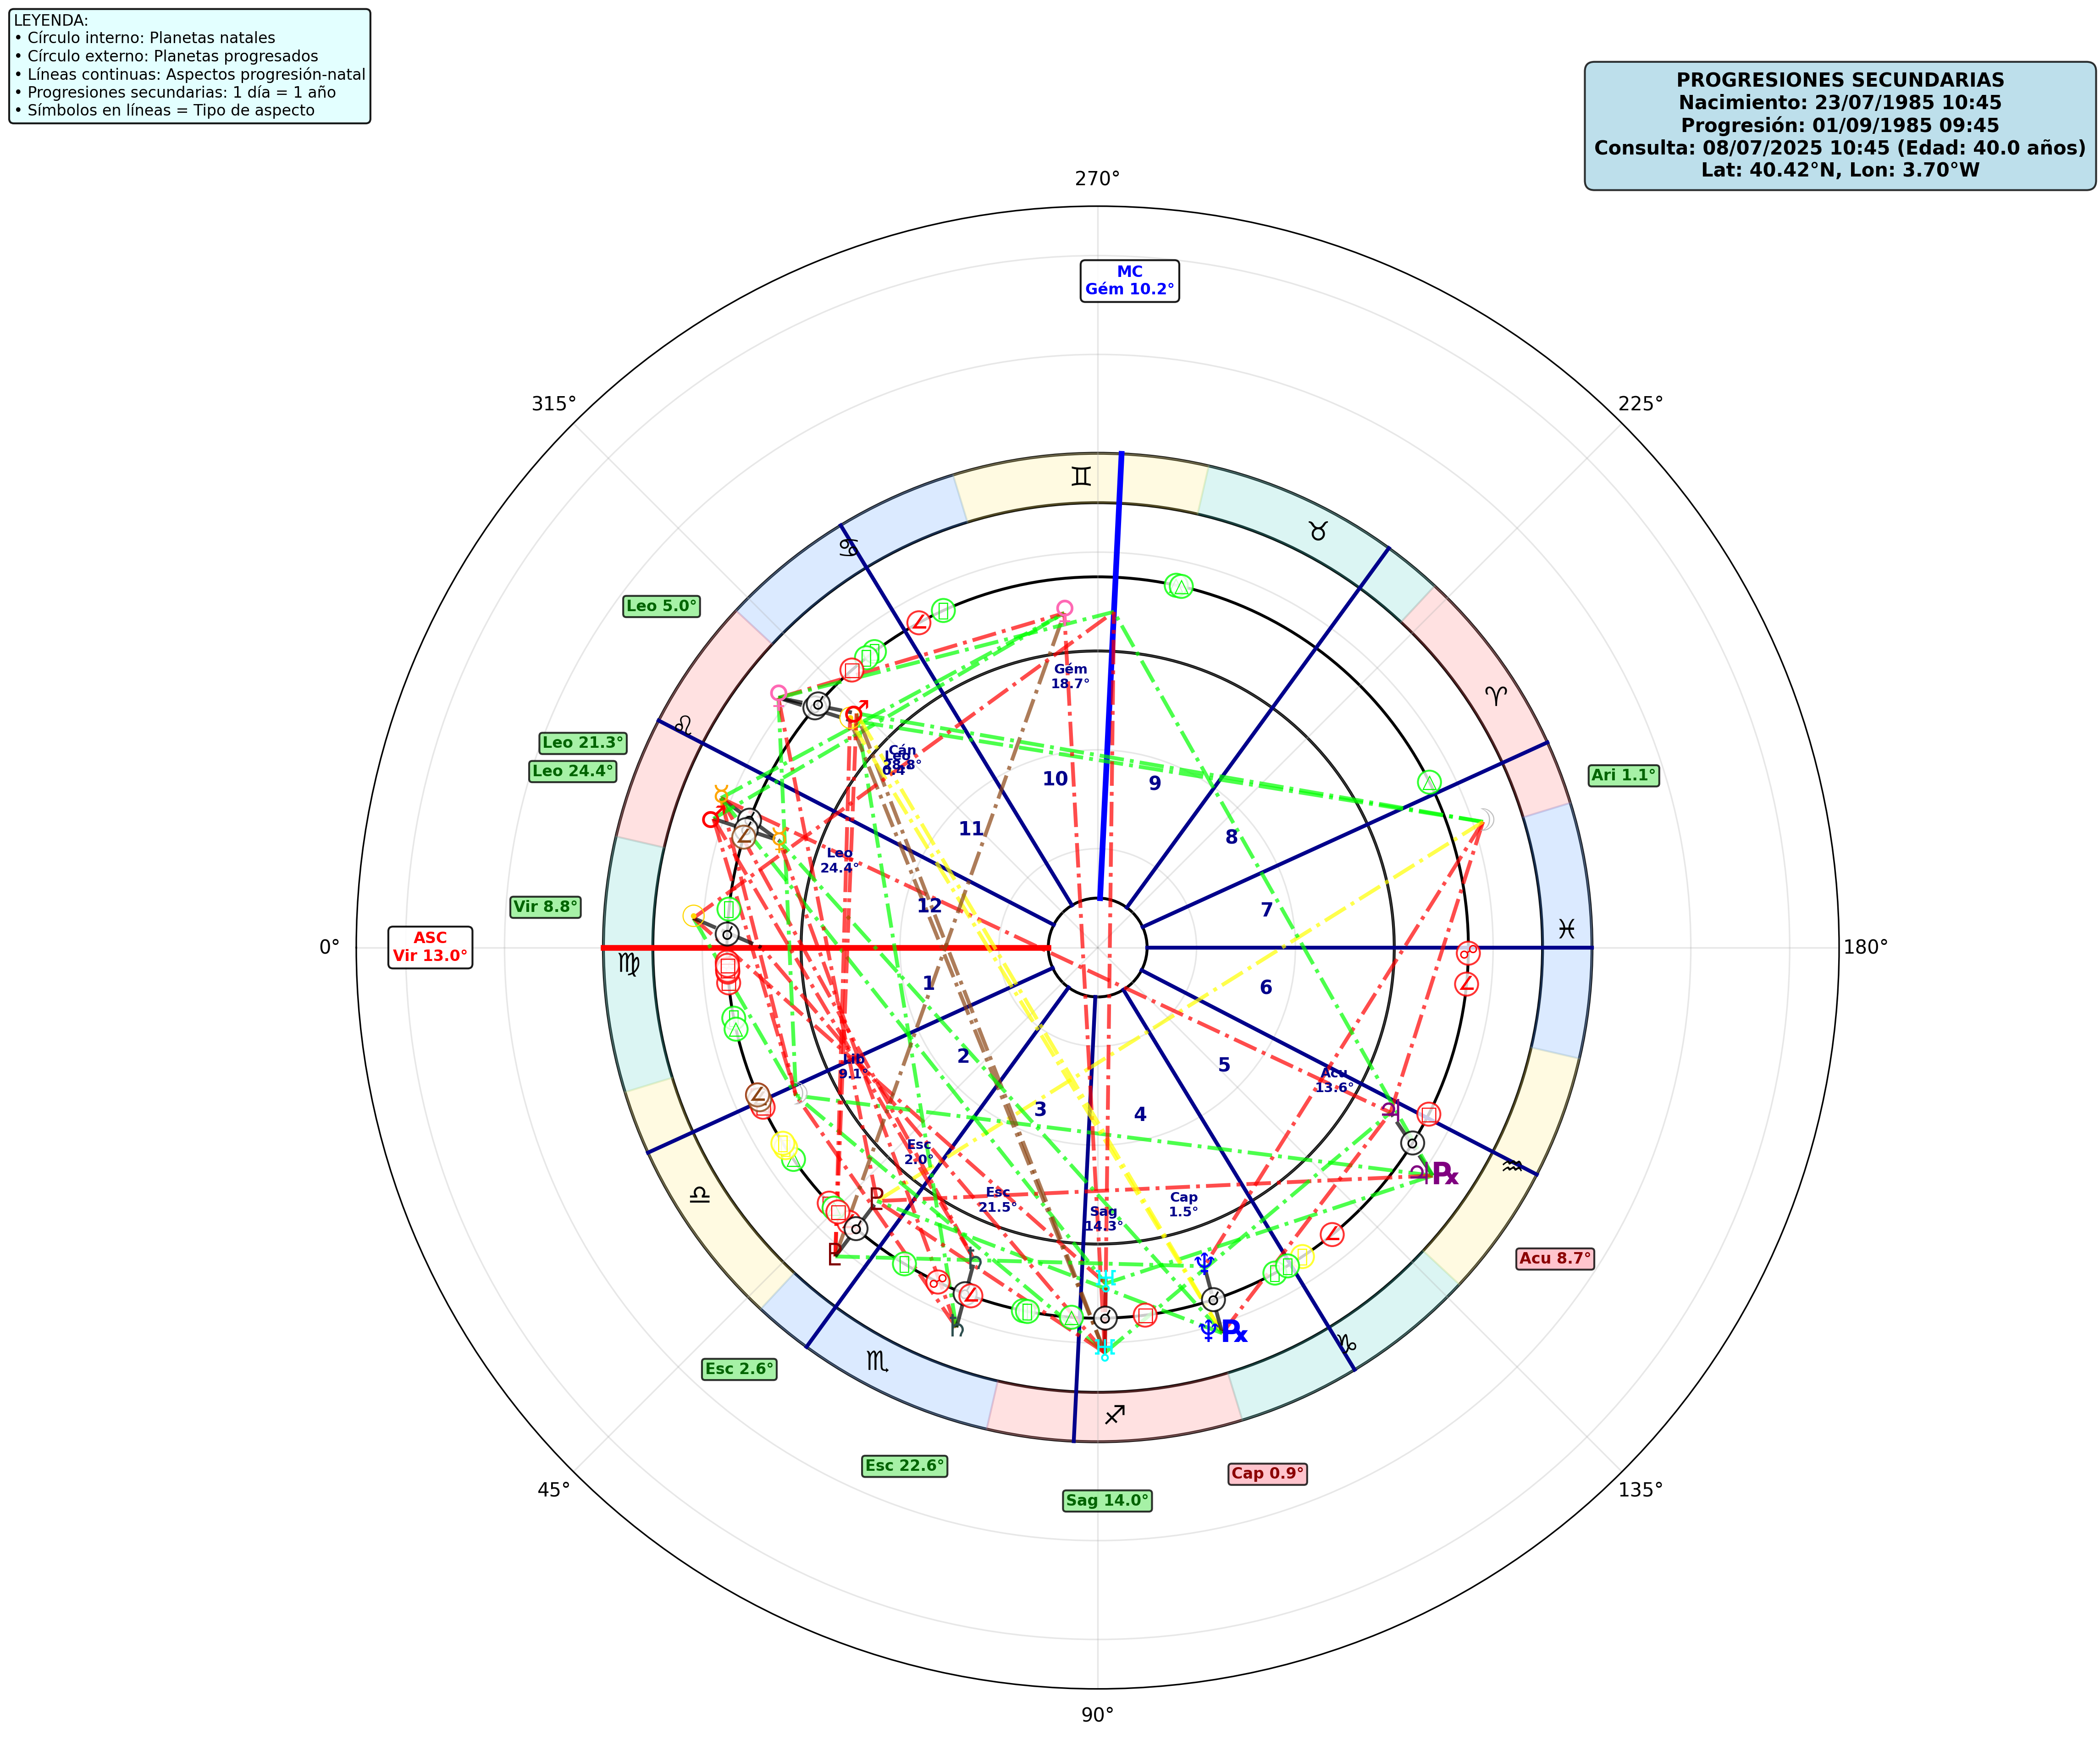 LEYENDA:
• Círculo interno: Planetas natales
• Círculo externo: Planetas progresados
• Líneas continuas: Aspectos progresión-natal
• Progresiones secundarias: 1 día = 1 año
• Símbolos en líneas = Tipo de aspecto
PROGRESIONES SECUNDARIAS
Nacimiento: 23/07/1985 10:45
Progresión: 01/09/1985 09:45
Consulta: 08/07/2025 10:45 (Edad: 40.0 años)
Lat: 40.42°N, Lon: 3.70°W
270°
MC
Gém 10.2°
315°
225°
Leo 5.0°
Gém
18.7°
Leo 21.3°
Leo 24.4°
Cán
Leo
0.4°
Ari 1.1°
10
9
11
8
Leo
24.4°
12
7
Vir 8.8°
0°
ASC
Vir 13.0°
180°
1
6
2
5
Lib
9.1°
Acu
13.6°
3
4
Esc
2.0°
Esc
21.5°
Cap
1.5°
Sag
14.3°
Rx
Acu 8.7°
Rx
Esc 2.6°
Esc 22.6°
Cap 0.9°
Sag 14.0°
45°
135°
90°